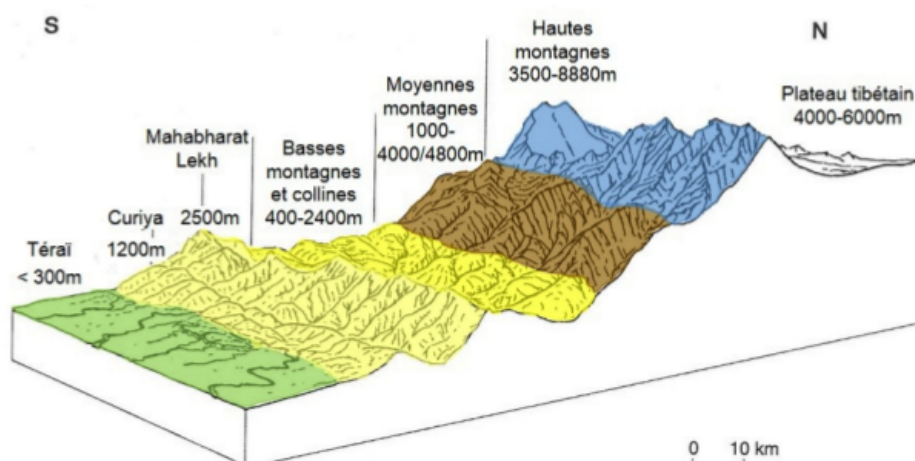 S
N
Hautes
montagnes
3500-8880m
Moyennes
montagnes
1000-
4000/4800m
Plateau tibétain
4000-6000m
Mahabharat
Lekh
2500m
Basses
montagnes
et collines
400-2400m
Curiya
1200m
Téraï
< 300m
0 10 km